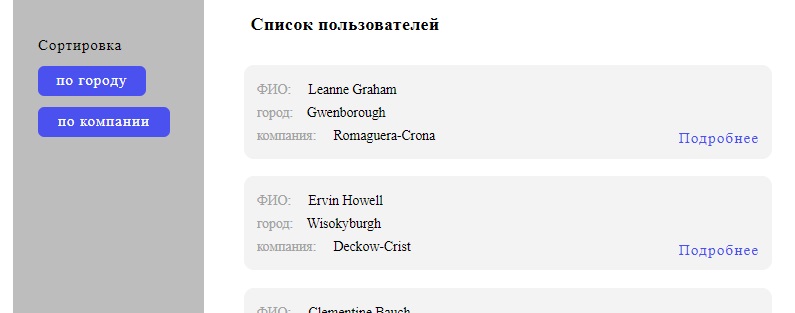 Сортировка
по городу
по компании
Список пользователей
ФИО: Leanne Graham
город: Gwenborough
компания: Romaguera-Crona
Подробнее
ФИО: Ervin Howell
город: Wisokyburgh
компания: Deckow-Crist
Подробнее
ФИО: Clementine Bauch